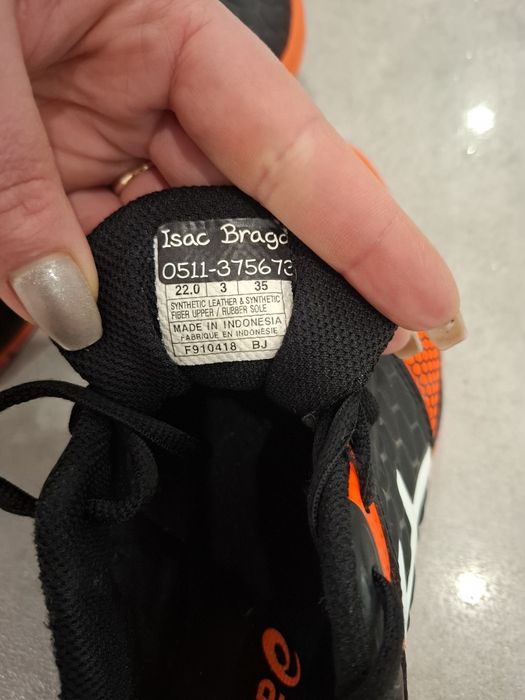 Isac Bragd
0511-375673
22.0 3 35
SYNTHETIC LEATHER & SYNTHETIC
FIBER UPPER / RUBBER SOLE
MADE IN INDONESIA
FABRIQUE EN INDONESIE
F910418 BJ